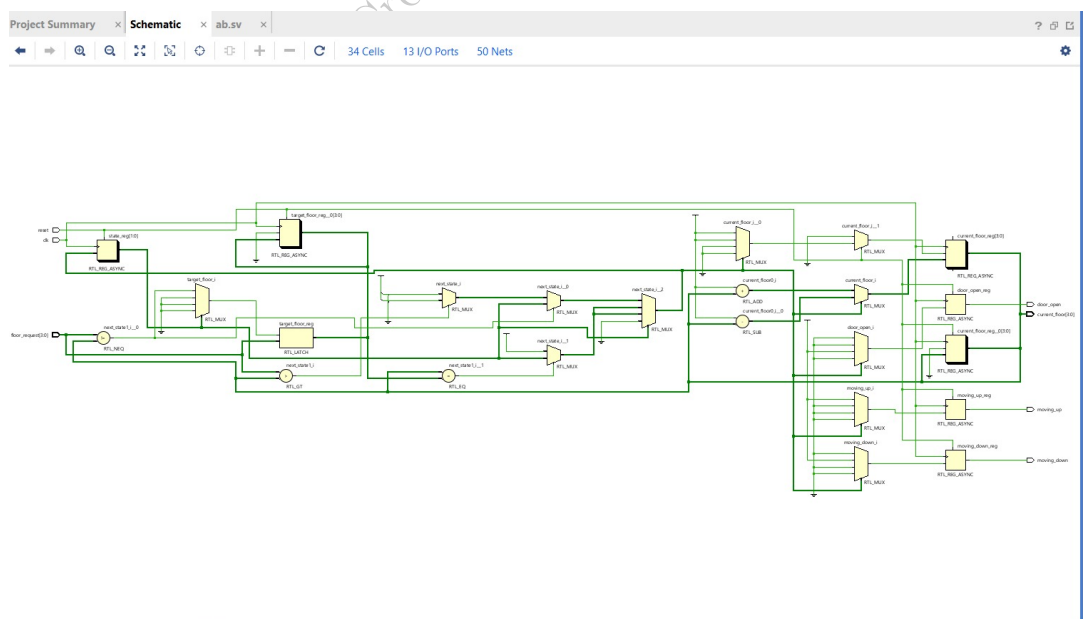 Project Summary × Schematic × ab.sv × ?
34 Cells 13 I/O Ports 50 Nets
reset
clk
state_reg[1:0]
RTL_REG_ASYNC
target_floor_reg__0[3:0]
RTL_REG_ASYNC
target_floor_i
RTL_MUX
floor_request[3:0]
next_state1_i__0
RTL_NEQ
target_floor_reg
RTL_LATCH
next_state1_i
RTL_GT
next_state_i
RTL_MUX
next_state1_i__1
RTL_EQ
next_state_i__0
RTL_MUX
next_state_i__1
RTL_MUX
next_state_i__2
RTL_MUX
current_floor_i__0
RTL_MUX
current_floor0_i
RTL_ADD
current_floor0_i__0
RTL_SUB
current_floor_i__1
RTL_MUX
current_floor_i
RTL_MUX
door_open_i
RTL_MUX
moving_up_i
RTL_MUX
moving_down_i
RTL_MUX
current_floor_reg[3:0]
RTL_REG_ASYNC
door_open_reg
RTL_REG_ASYNC
current_floor_reg__0[3:0]
RTL_REG_ASYNC
moving_up_reg
RTL_REG_ASYNC
moving_down_reg
RTL_REG_ASYNC
door_open
current_floor[3:0]
moving_up
moving_down